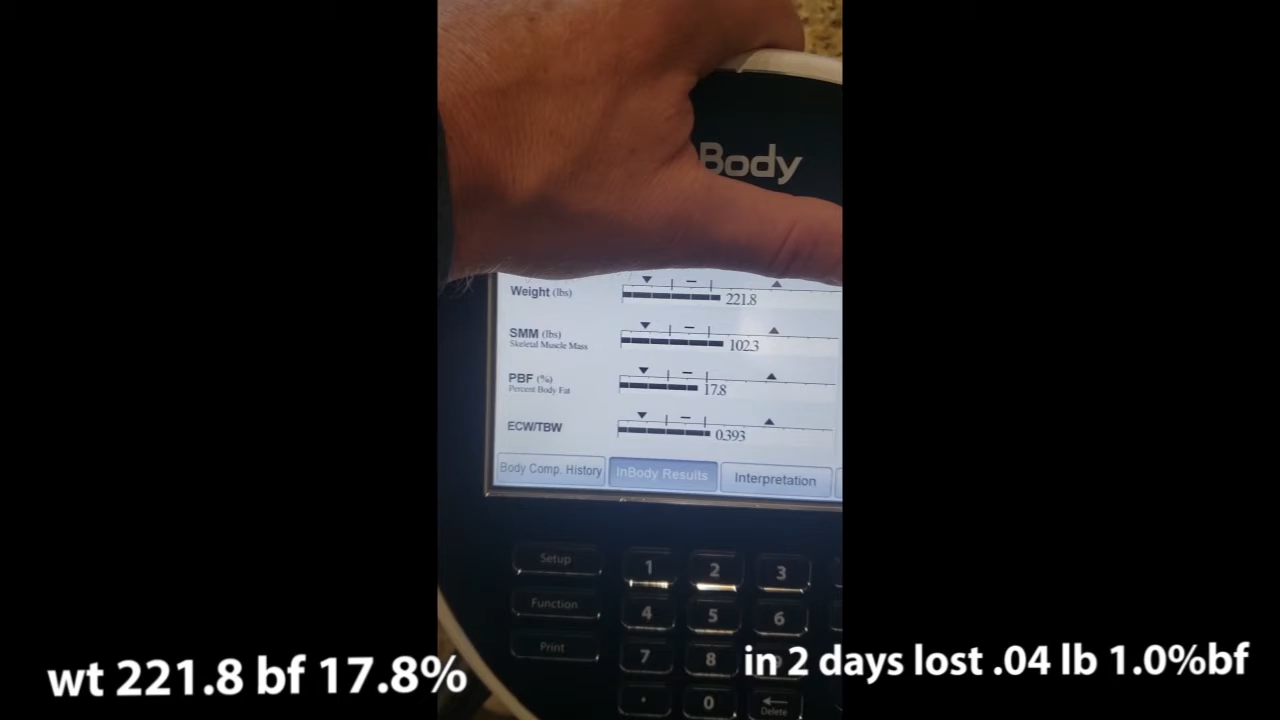 Body
Weight (lbs)
221.8
SMM (lbs)
Skeletal Muscle Mass
102.3
PBF (%)
Percent Body Fat
17.8
ECW/TBW
0.393
Body Comp. History
InBody Results
Interpretation
Setup
1
2
3
Function
4
5
6
Print
7
8
9
.
0
Delete
wt 221.8 bf 17.8%
in 2 days lost .04 lb 1.0%bf